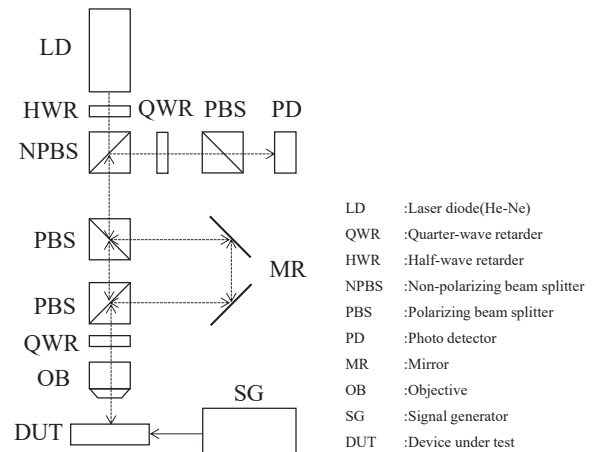 LD
HWR
QWR PBS PD
NPBS
PBS
MR
PBS
QWR
OB
SG
DUT
LD :Laser diode(He-Ne)
QWR :Quarter-wave retarder
HWR :Half-wave retarder
NPBS :Non-polarizing beam splitter
PBS :Polarizing beam splitter
PD :Photo detector
MR :Mirror
OB :Objective
SG :Signal generator
DUT :Device under test